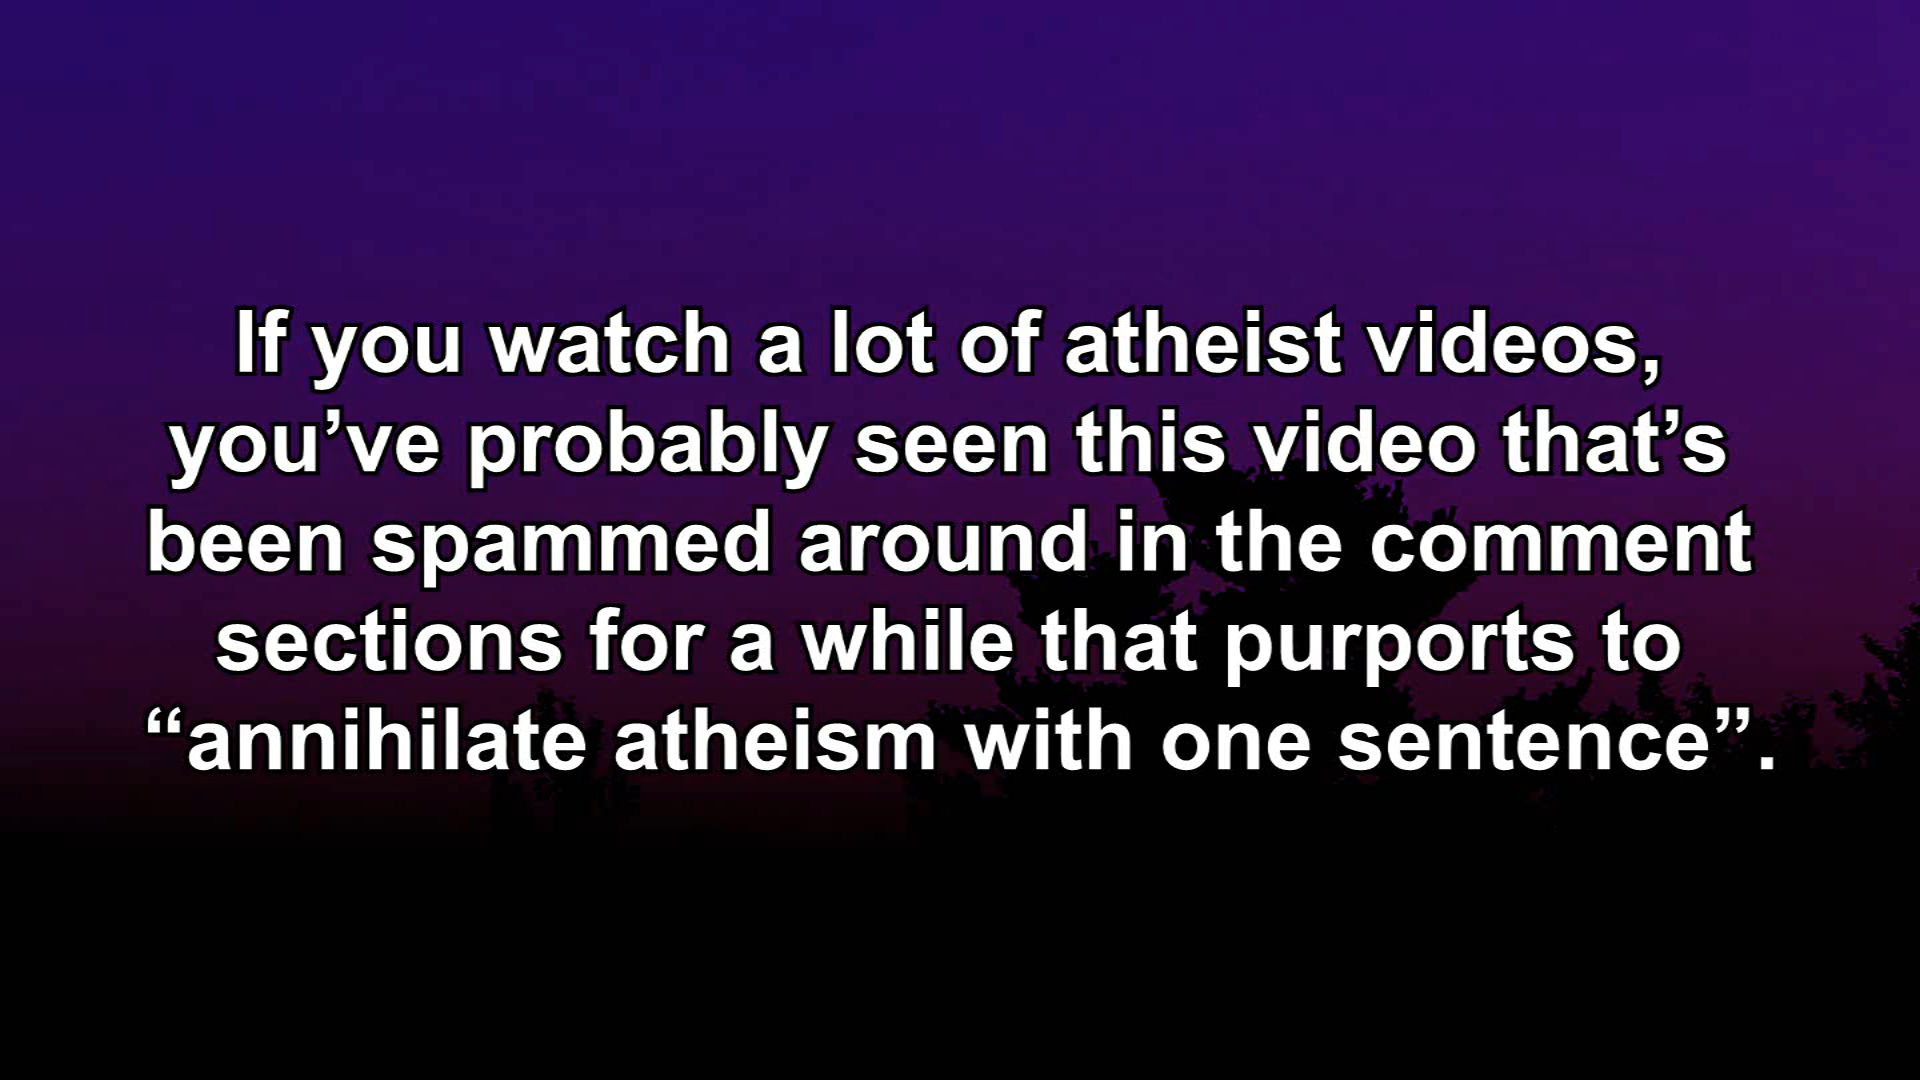 If you watch a lot of atheist videos,
you’ve probably seen this video that’s
been spammed around in the comment
sections for a while that purports to
“annihilate atheism with one sentence”.